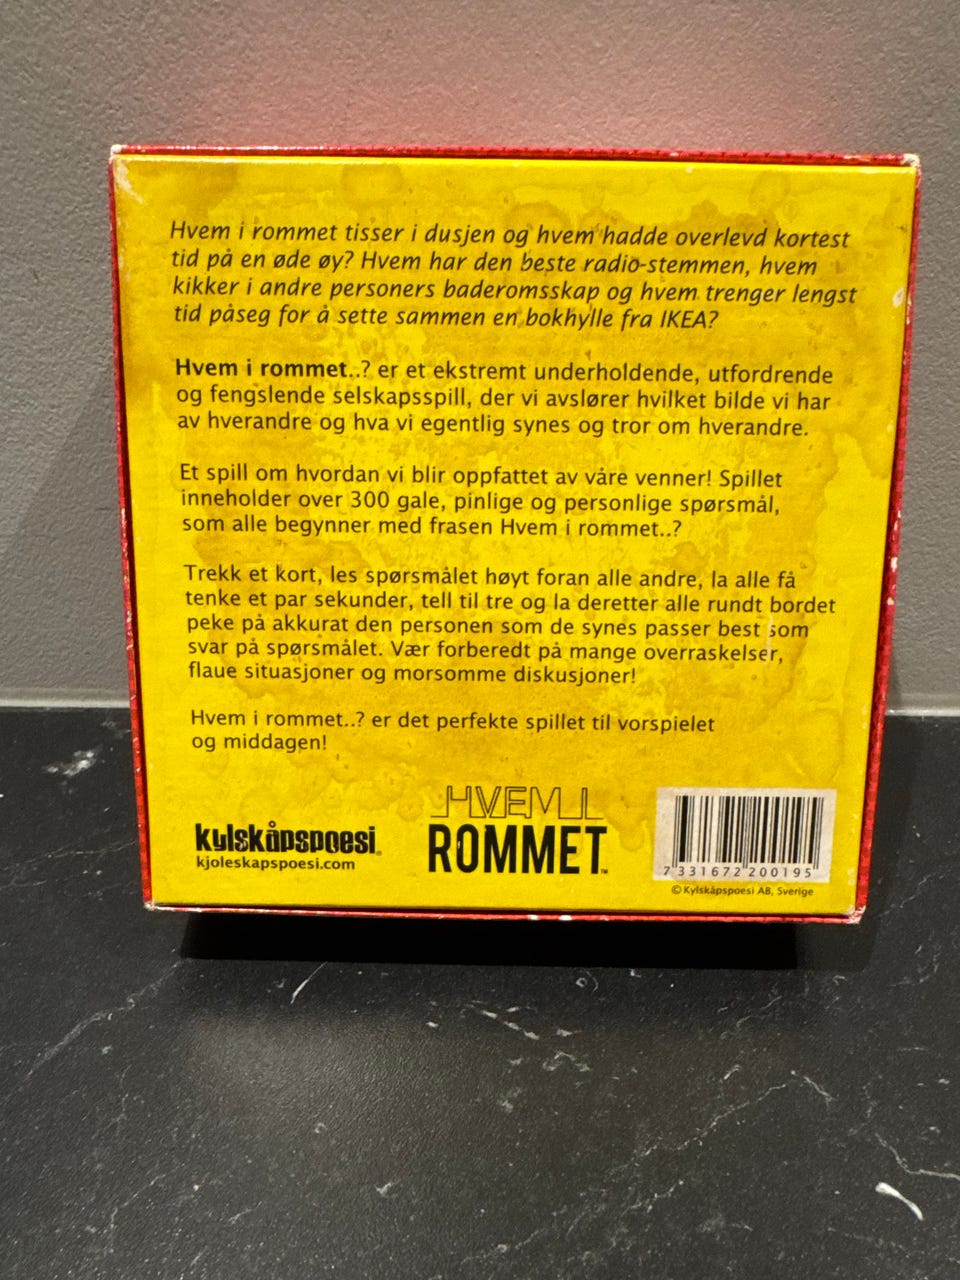 Hvem i rommet tisser i dusjen og hvem hadde overlevd kortest
tid på en øde øy? Hvem har den beste radio-stemmen, hvem
kikker i andre personers baderomsskap og hvem trenger lengst
tid påseg for å sette sammen en bokhylle fra IKEA?
Hvem i rommet..? er et ekstremt underholdende, utfordrende
og fengslende selskapsspill, der vi avslører hvilket bilde vi har
av hverandre og hva vi egentlig synes og tror om hverandre.
Et spill om hvordan vi blir oppfattet av våre venner! Spillet
inneholder over 300 gale, pinlige og personlige spørsmål,
som alle begynner med frasen Hvem i rommet..?
Trekk et kort, les spørsmålet høyt foran alle andre, la alle få
tenke et par sekunder, tell til tre og la deretter alle rundt bordet
peke på akkurat den personen som de synes passer best som
svar på spørsmålet. Vær forberedt på mange overraskelser,
flaue situasjoner og morsomme diskusjoner!
Hvem i rommet..? er det perfekte spillet til vorspielet
og middagen!
kylskåpspoesi®
kjoleskapspoesi.com
HVEM I
ROMMET™
7 331672 200195
© Kylskåpspoesi AB, Sverige